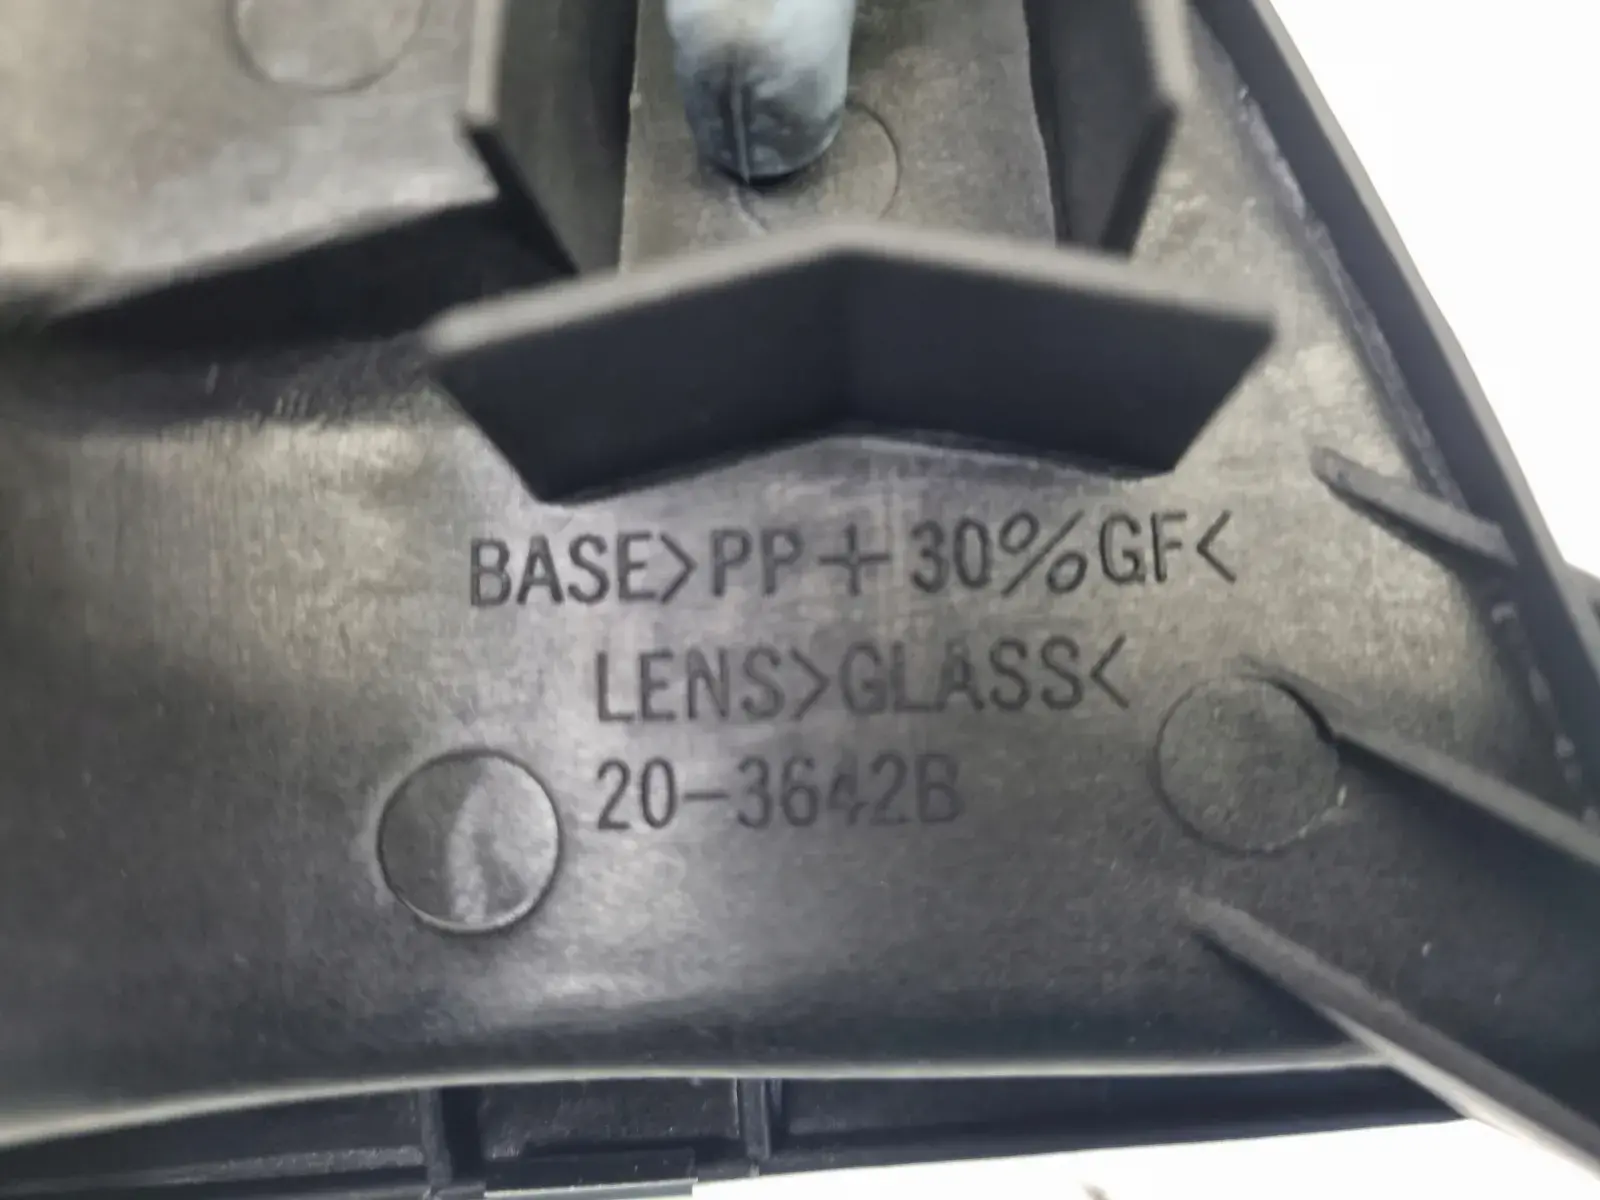 BASE>PP+30%GF<
LENS>GLASS<
20-3642B